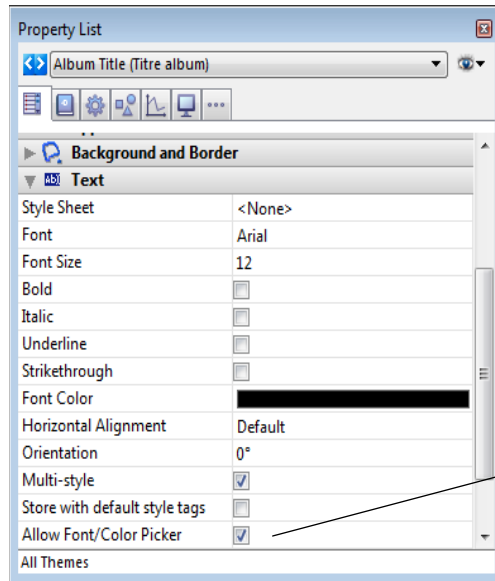 Property List
Album Title (Titre album)
Background and Border
Text
Style Sheet <None>
Font Arial
Font Size 12
Bold
Italic
Underline
Strikethrough
Font Color
Horizontal Alignment Default
Orientation 0°
Multi-style
Store with default style tags
Allow Font/Color Picker
All Themes